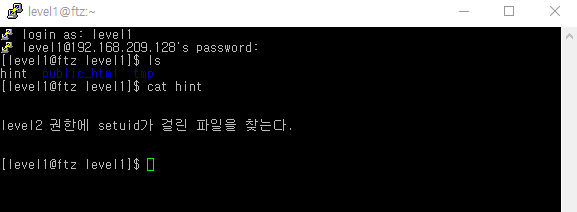 level1@ftz:~
login as: level1
level1@192.168.209.128's password:
[level1@ftz level1]$ ls
hint  public_html  tmp
[level1@ftz level1]$ cat hint
level2 권한에 setuid가 걸린 파일을 찾는다.
[level1@ftz level1]$